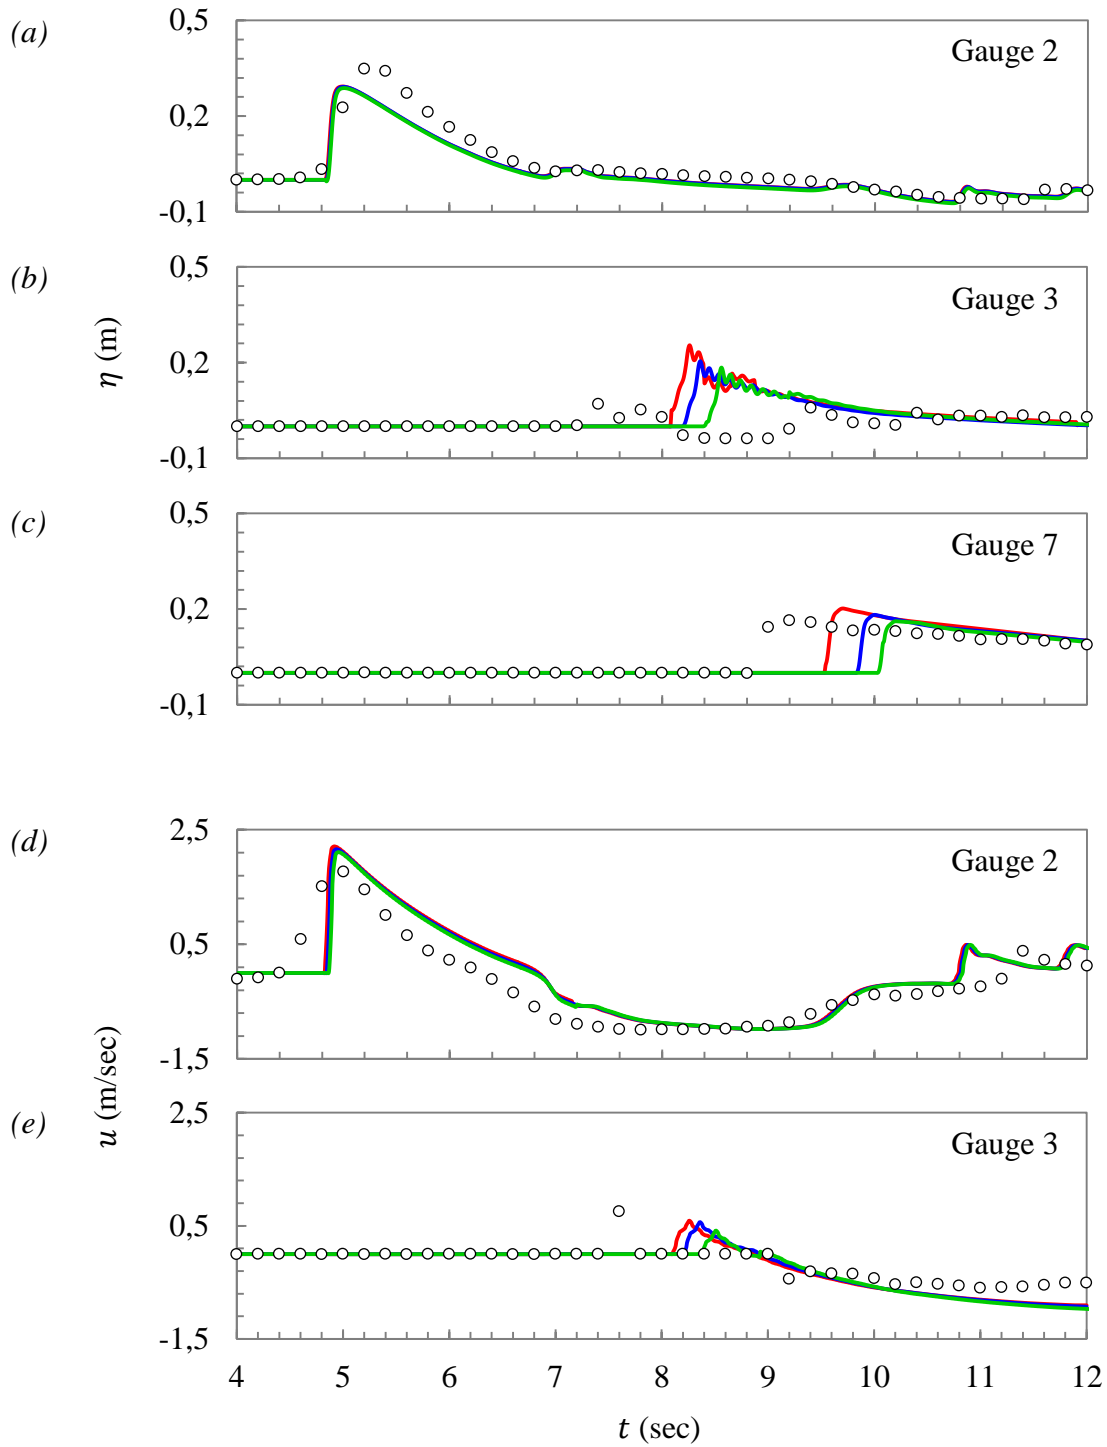 (a)
0,5
0,2
-0,1
Gauge 2
(b)
0,5
0,2
-0,1
Gauge 3
η (m)
(c)
0,5
0,2
-0,1
Gauge 7
(d)
2,5
0,5
-1,5
Gauge 2
u (m/sec)
(e)
2,5
0,5
-1,5
Gauge 3
4 5 6 7 8 9 10 11 12
t (sec)